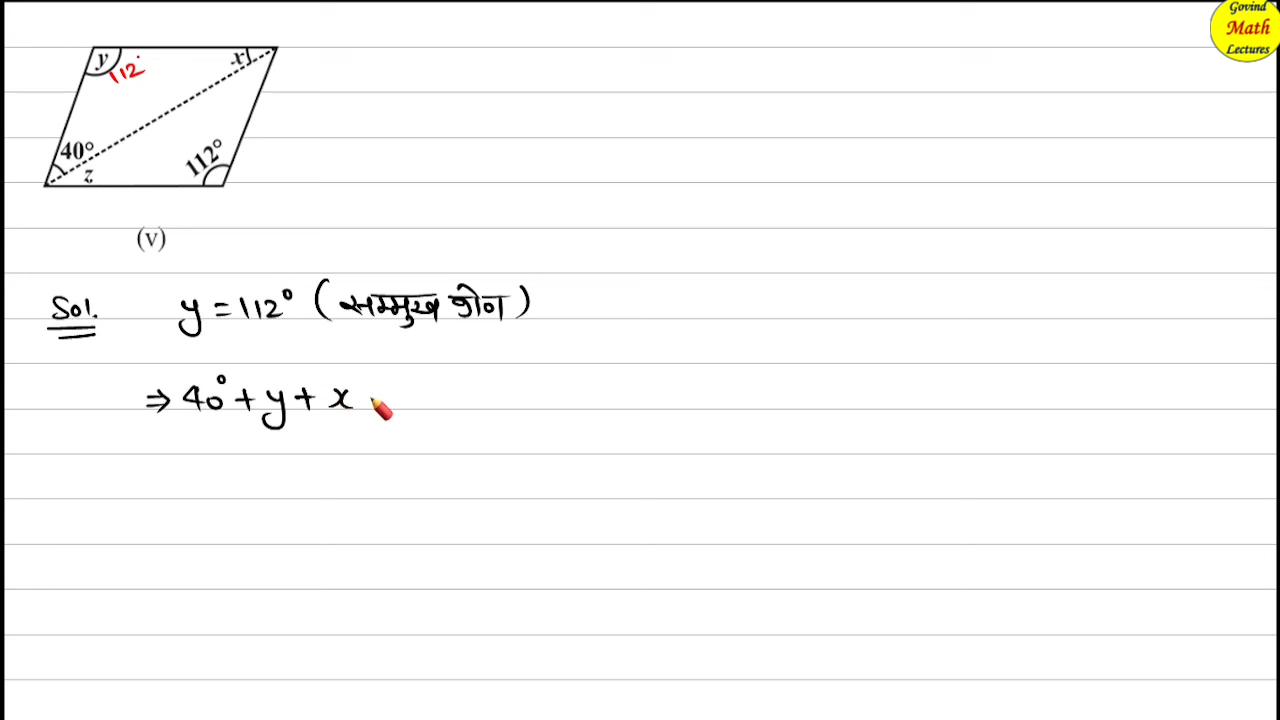 Govind
Math
Lectures
y
112°
x
40°
z
112°
(v)
Sol. y = 112° (सम्मुख कोण)
⇒ 40° + y + x